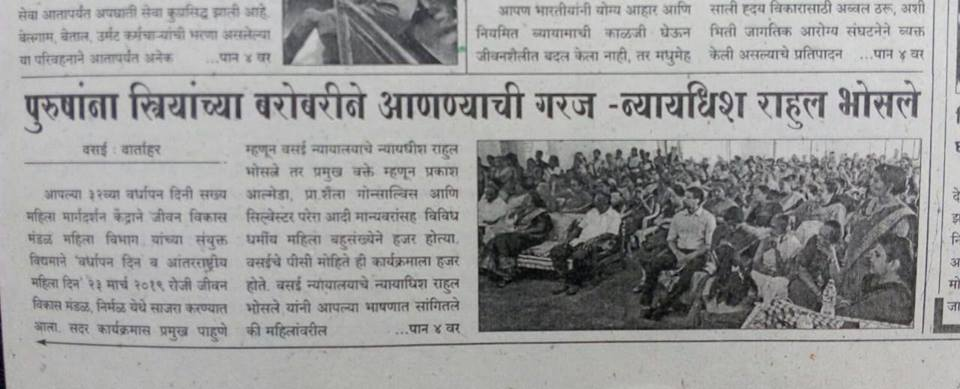 सेवा आतापर्यंत अपघाती सेवा कुप्रसिद्ध झाली आहे.
बेलगाम, बेताल, उर्मट कर्मचाऱ्यांची भरणा असलेल्या
या परिवहनाने आतापर्यंत अनेक ...पान ४ वर
आपण भारतीयांनी योग्य आहार आणि
नियमित व्यायामाची काळजी घेऊन
जीवनशैलीत बदल केला नाही, तर मधुमेह
साली हृदय विकारासाठी अव्वल ठरू, अशी
भिती जागतिक आरोग्य संघटनेने व्यक्त
केली असल्याचे प्रतिपादन ...पान ४ वर
पुरुषांना स्त्रियांच्या बरोबरीने आणण्याची गरज -न्यायधिश राहुल भोसले
वसई : वार्ताहर
आपल्या ३२व्या वर्धापन दिनी सख्य
महिला मार्गदर्शन केंद्राने जीवन विकास
मंडळ महिला विभाग यांच्या संयुक्त
विद्यमाने 'वर्धापन दिन व आंतरराष्ट्रीय
महिला दिन' २३ मार्च २०१९ रोजी जीवन
विकास मंडळ, निर्मळ येथे साजरा करण्यात
आला. सदर कार्यक्रमास प्रमुख पाहुणे
म्हणून वसई न्यायालयाचे न्यायधीश राहुल
भोसले तर प्रमुख वक्ते म्हणून प्रकाश
आल्मेडा, प्रा.शैला गोन्साल्विस आणि
सिल्वेस्टर परेरा आदी मान्यवरांसह विविध
धर्मीय महिला बहुसंख्येने हजर होत्या.
वसईचे पीसी मोहिते ही कार्यक्रमाला हजर
होते. वसई न्यायालयाचे न्यायाधिश राहुल
भोसले यांनी आपल्या भाषणात सांगितले
की महिलांवरील ...पान ४ वर